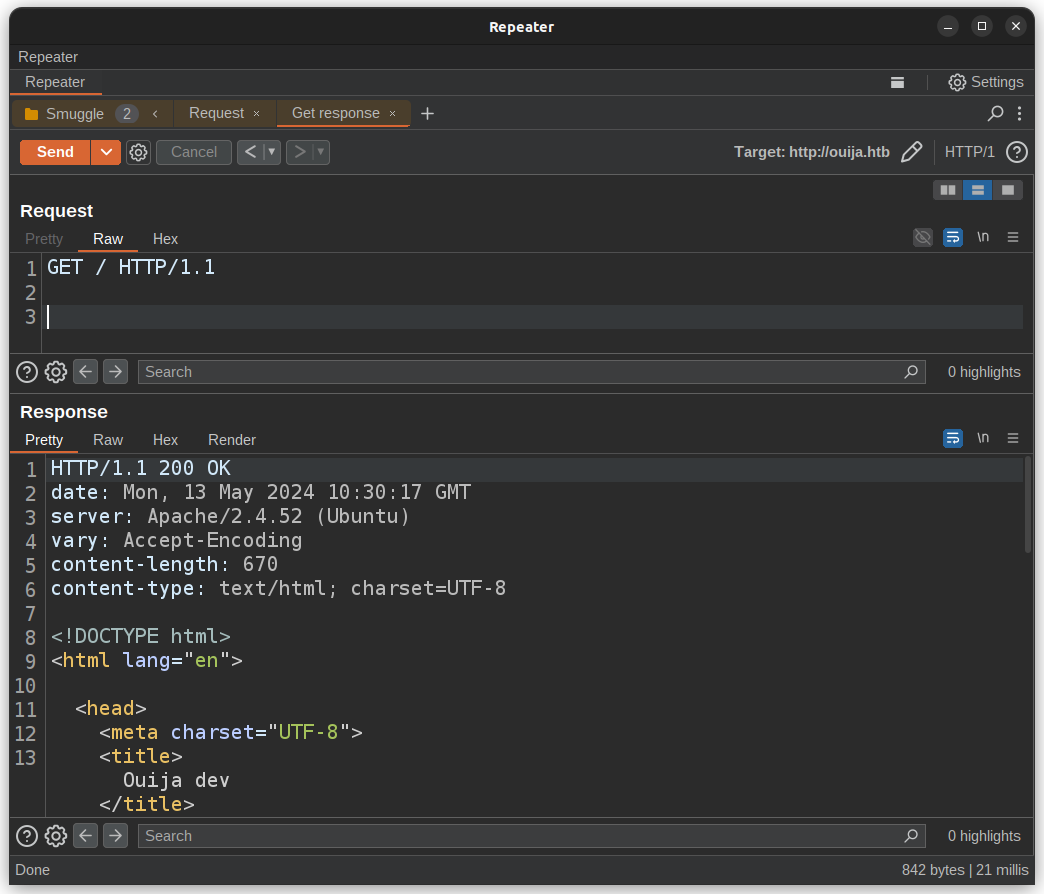 Repeater
Repeater
Repeater
Settings
Smuggle 2 Request × Get response × +
Send Cancel < > Target: http://ouija.htb HTTP/1 ?
Request
Pretty Raw Hex \n
1 GET / HTTP/1.1
2
3
? Search 0 highlights
Response
Pretty Raw Hex Render \n
1 HTTP/1.1 200 OK
2 date: Mon, 13 May 2024 10:30:17 GMT
3 server: Apache/2.4.52 (Ubuntu)
4 vary: Accept-Encoding
5 content-length: 670
6 content-type: text/html; charset=UTF-8
7
8 <!DOCTYPE html>
9 <html lang="en">
10
11 <head>
12 <meta charset="UTF-8">
13 <title>
Ouija dev
</title>
? Search 0 highlights
Done 842 bytes | 21 millis